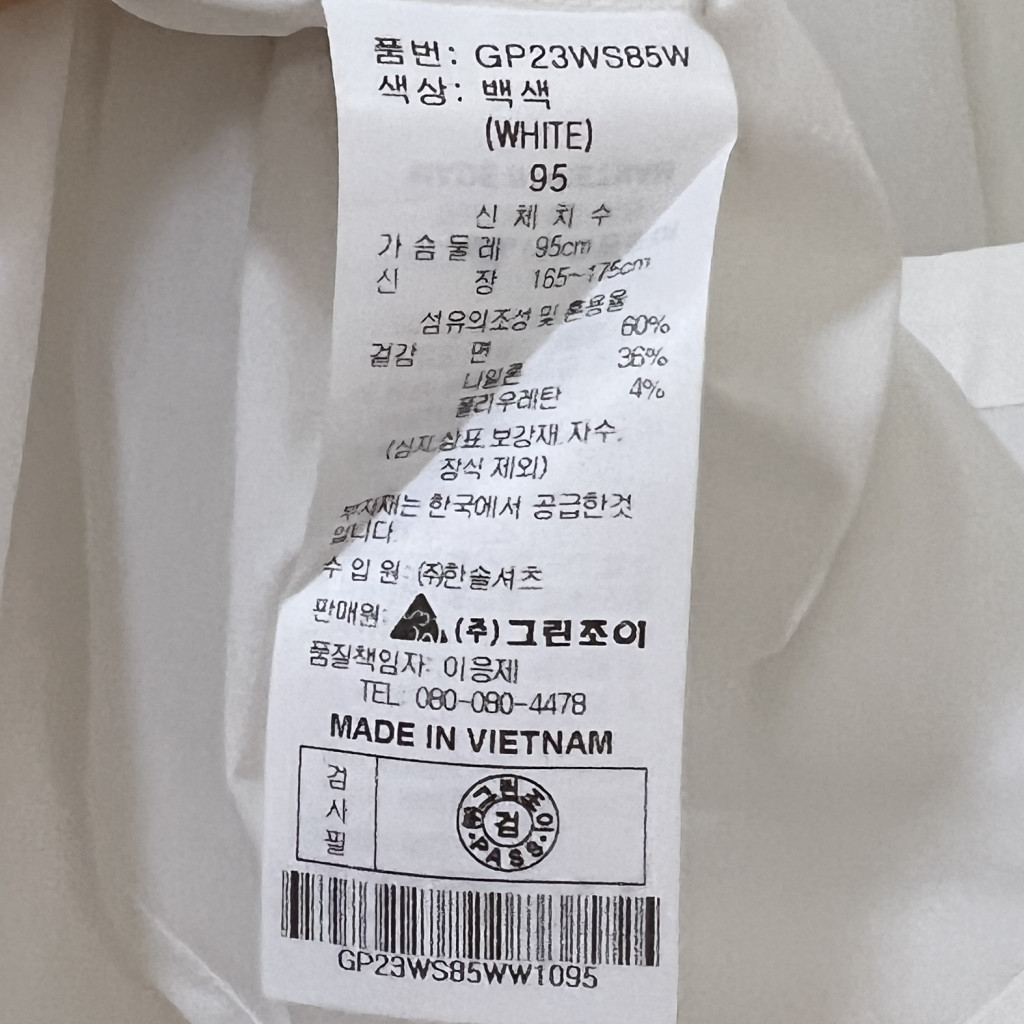 품번: GP23WS85W
색상: 백색
(WHITE)
95
신체치수
가슴둘레 95cm
신장 165~175cm
섬유의조성 및 혼용율
겉감 면 60%
나일론 36%
폴리우레탄 4%
(심지,상표,보강재,자수,
장식 제외)
부자재는 한국에서 공급한것
입니다.
수입원: (주)한솔셔츠
판매원: (주)그린조이
품질책임자: 이응제
TEL: 080-080-4478
MADE IN VIETNAM
검사필
그린조이
검
PASS
GP23WS85WW1095